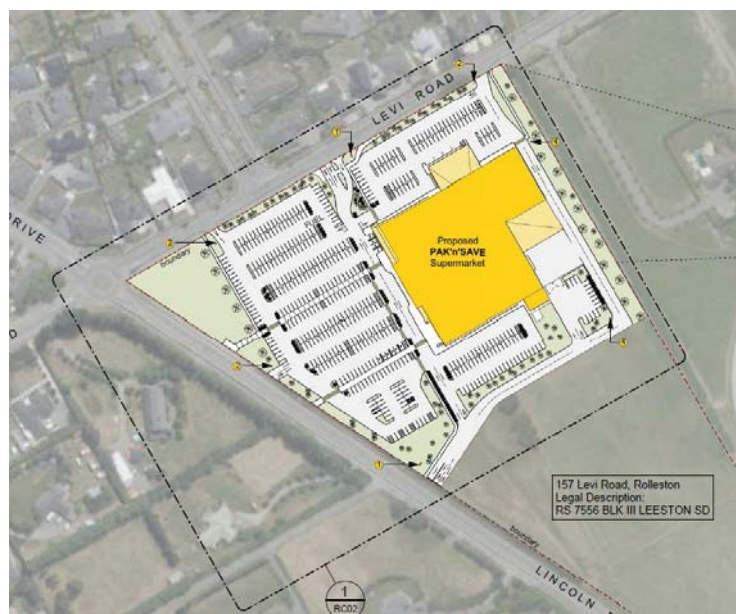 LEVI ROAD
DRIVE
boundary
Proposed
PAK'n'SAVE
Supermarket
157 Levi Road, Rolleston
Legal Description:
RS 7556 BLK III LEESTON SD
boundary
LINCOLN
1
RC02